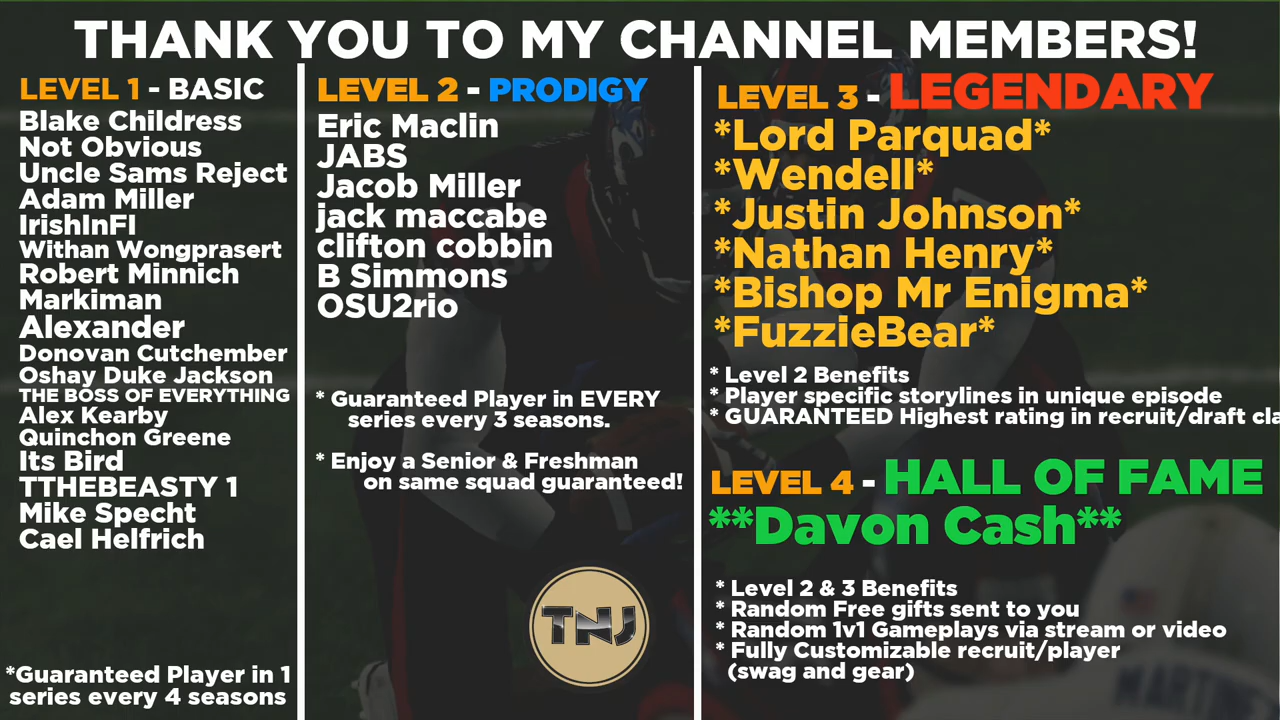 THANK YOU TO MY CHANNEL MEMBERS!
LEVEL 1 - BASIC
Blake Childress
Not Obvious
Uncle Sams Reject
Adam Miller
IrishInFl
Withan Wongprasert
Robert Minnich
Markiman
Alexander
Donovan Cutchember
Oshay Duke Jackson
THE BOSS OF EVERYTHING
Alex Kearby
Quinchon Greene
Its Bird
TTHEBEASTY 1
Mike Specht
Cael Helfrich
*Guaranteed Player in 1
series every 4 seasons
LEVEL 2 - PRODIGY
Eric Maclin
JABS
Jacob Miller
jack maccabe
clifton cobbin
B Simmons
OSU2rio
* Guaranteed Player in EVERY
series every 3 seasons.
* Enjoy a Senior & Freshman
on same squad guaranteed!
TNJ
LEVEL 3 - LEGENDARY
*Lord Parquad*
*Wendell*
*Justin Johnson*
*Nathan Henry*
*Bishop Mr Enigma*
*FuzzieBear*
* Level 2 Benefits
* Player specific storylines in unique episode
* GUARANTEED Highest rating in recruit/draft cla
LEVEL 4 - HALL OF FAME
**Davon Cash**
* Level 2 & 3 Benefits
* Random Free gifts sent to you
* Random 1v1 Gameplays via stream or video
* Fully Customizable recruit/player
(swag and gear)